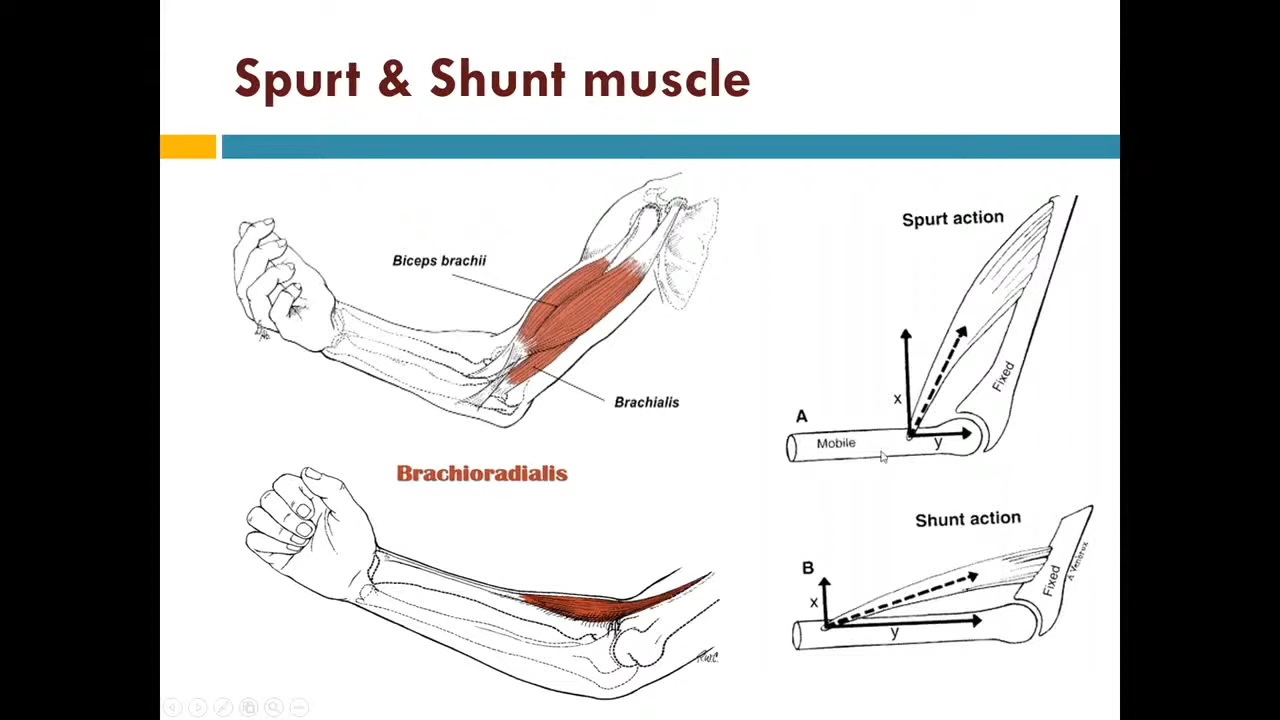 Spurt & Shunt muscle
Biceps brachii
Brachialis
Spurt action
Fixed
x
A
Mobile
y
Brachioradialis
Shunt action
B
Fixed
x
y